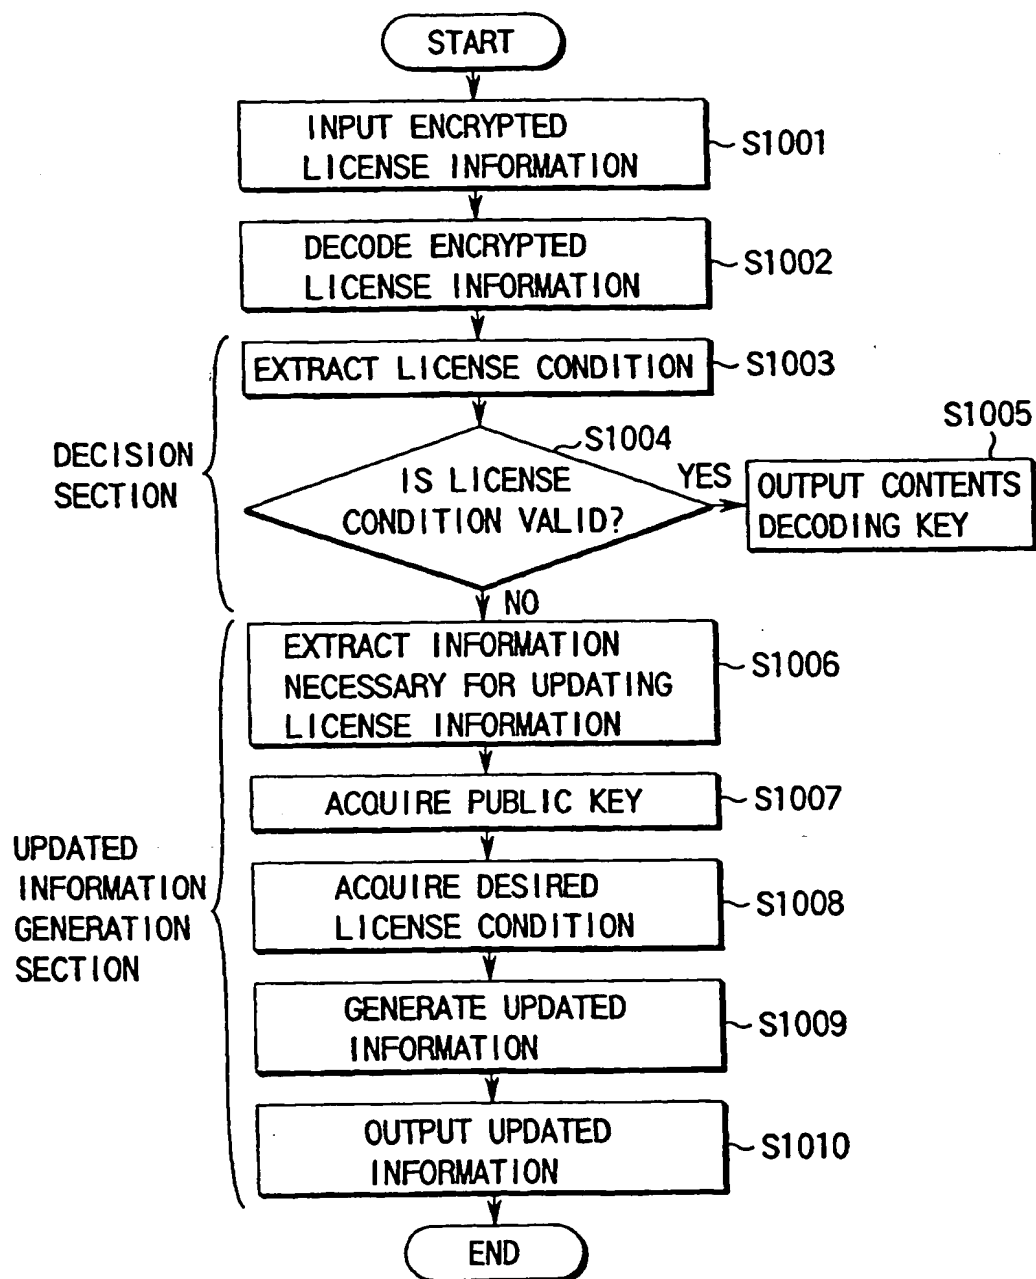 START
INPUT ENCRYPTED
LICENSE INFORMATION
S1001
DECODE ENCRYPTED
LICENSE INFORMATION
S1002
EXTRACT LICENSE CONDITION
S1003
DECISION
SECTION
S1004
IS LICENSE
CONDITION VALID?
YES
S1005
OUTPUT CONTENTS
DECODING KEY
NO
EXTRACT INFORMATION
NECESSARY FOR UPDATING
LICENSE INFORMATION
S1006
ACQUIRE PUBLIC KEY
S1007
UPDATED
INFORMATION
GENERATION
SECTION
ACQUIRE DESIRED
LICENSE CONDITION
S1008
GENERATE UPDATED
INFORMATION
S1009
OUTPUT UPDATED
INFORMATION
S1010
END